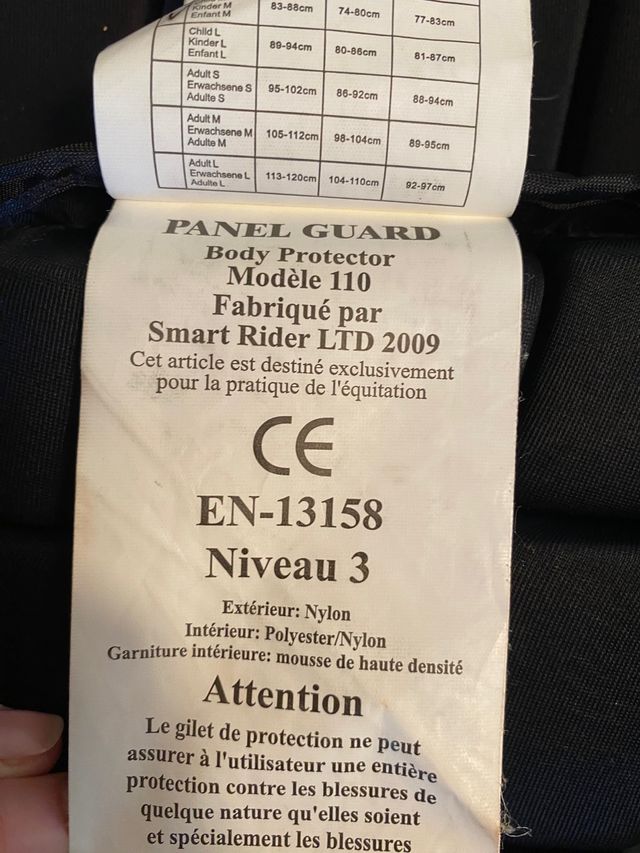 Kinder M
Enfant M
83-88cm
74-80cm
77-83cm
Child L
Kinder L
Enfant L
89-94cm
80-86cm
81-87cm
Adult S
Erwachsene S
Adulte S
95-102cm
86-92cm
88-94cm
Adult M
Erwachsene M
Adulte M
105-112cm
98-104cm
89-95cm
Adult L
Erwachsene L
Adulte L
113-120cm
104-110cm
92-97cm
PANEL GUARD
Body Protector
Modèle 110
Fabriqué par
Smart Rider LTD 2009
Cet article est destiné exclusivement
pour la pratique de l'équitation
CE
EN-13158
Niveau 3
Extérieur: Nylon
Intérieur: Polyester/Nylon
Garniture intérieure: mousse de haute densité
Attention
Le gilet de protection ne peut
assurer à l'utilisateur une entière
protection contre les blessures de
quelque nature qu'elles soient
et spécialement les blessures